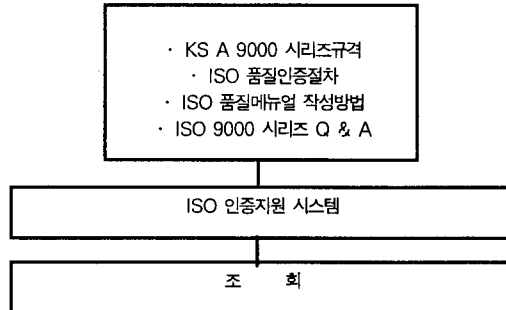 · KS A 9000 시리즈규격
· ISO 품질인증절차
· ISO 품질메뉴얼 작성방법
· ISO 9000 시리즈 Q & A
ISO 인증지원 시스템
조 회